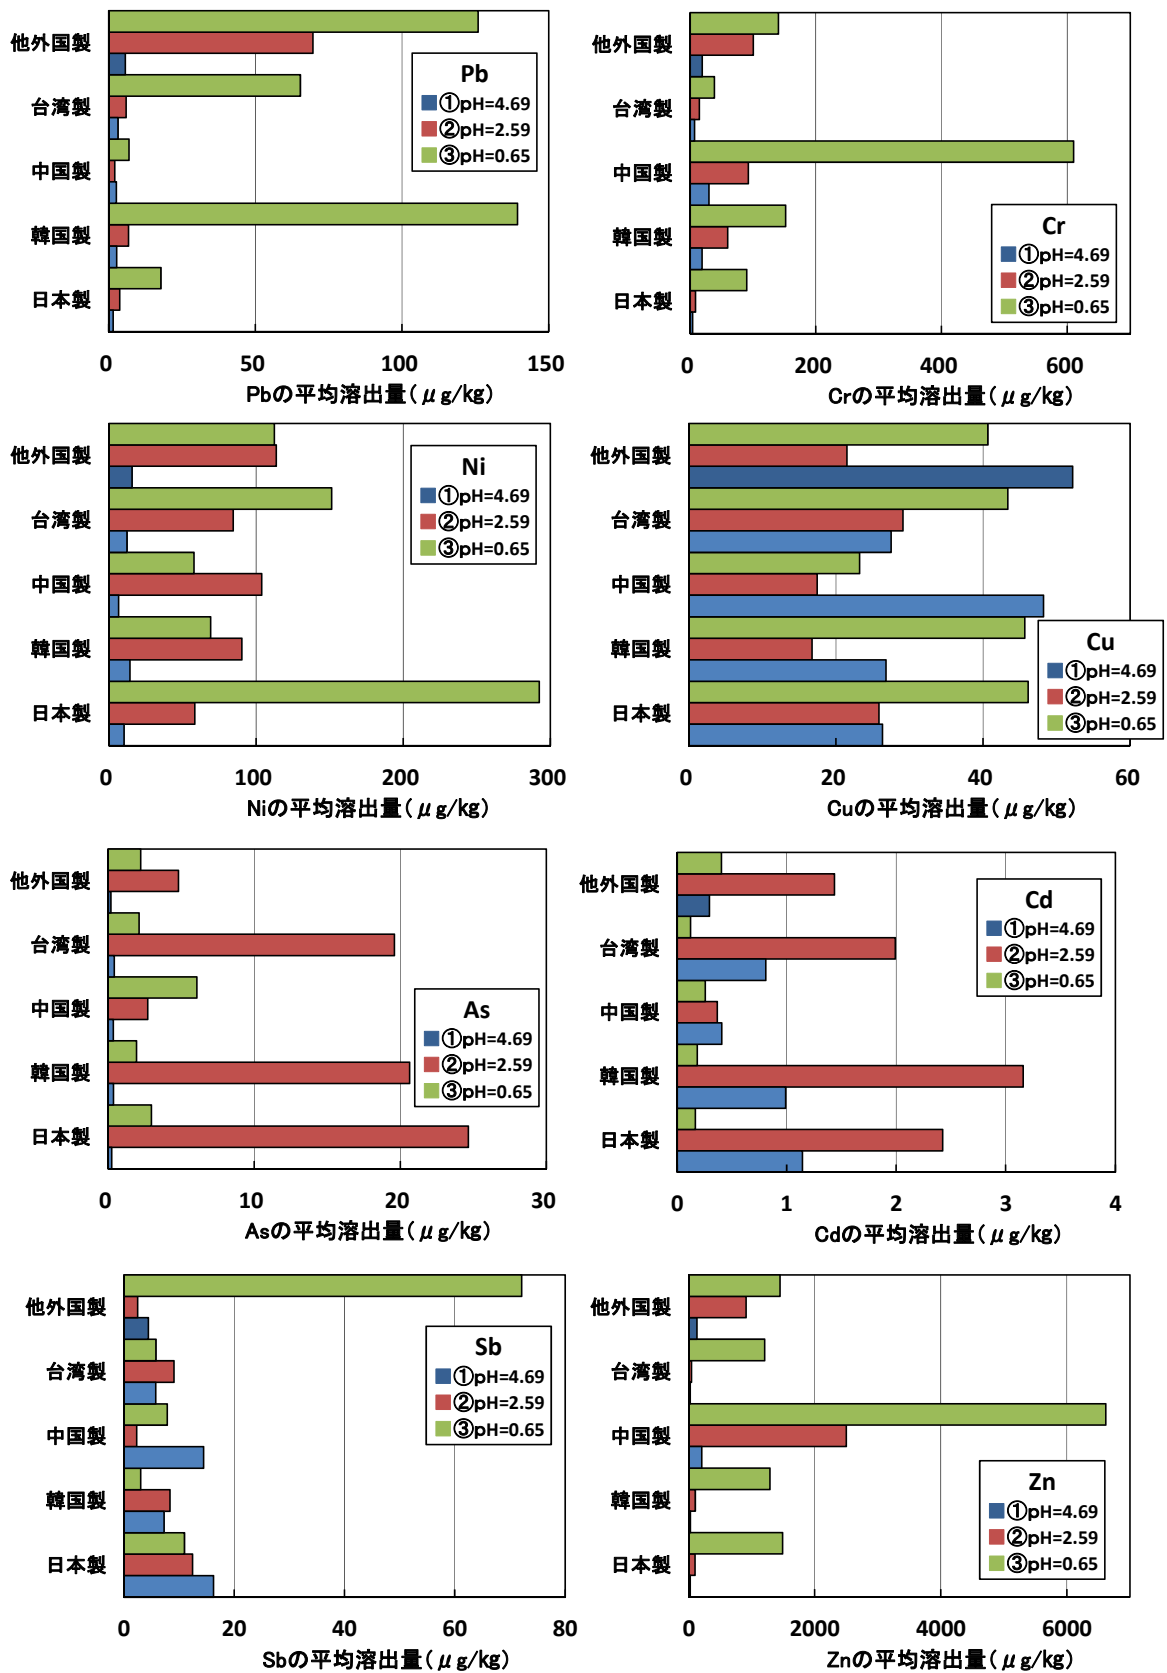 他外国製
台湾製
中国製
韓国製
日本製
Pb
①pH=4.69
②pH=2.59
③pH=0.65
0 50 100 150
Pbの平均溶出量(μg/kg)
他外国製
台湾製
中国製
韓国製
日本製
Cr
①pH=4.69
②pH=2.59
③pH=0.65
0 200 400 600
Crの平均溶出量(μg/kg)
他外国製
台湾製
中国製
韓国製
日本製
Ni
①pH=4.69
②pH=2.59
③pH=0.65
0 100 200 300
Niの平均溶出量(μg/kg)
他外国製
台湾製
中国製
韓国製
日本製
Cu
①pH=4.69
②pH=2.59
③pH=0.65
0 20 40 60
Cuの平均溶出量(μg/kg)
他外国製
台湾製
中国製
韓国製
日本製
As
①pH=4.69
②pH=2.59
③pH=0.65
0 10 20 30
Asの平均溶出量(μg/kg)
他外国製
台湾製
中国製
韓国製
日本製
Cd
①pH=4.69
②pH=2.59
③pH=0.65
0 1 2 3 4
Cdの平均溶出量(μg/kg)
他外国製
台湾製
中国製
韓国製
日本製
Sb
①pH=4.69
②pH=2.59
③pH=0.65
0 20 40 60 80
Sbの平均溶出量(μg/kg)
他外国製
台湾製
中国製
韓国製
日本製
Zn
①pH=4.69
②pH=2.59
③pH=0.65
0 2000 4000 6000
Znの平均溶出量(μg/kg)